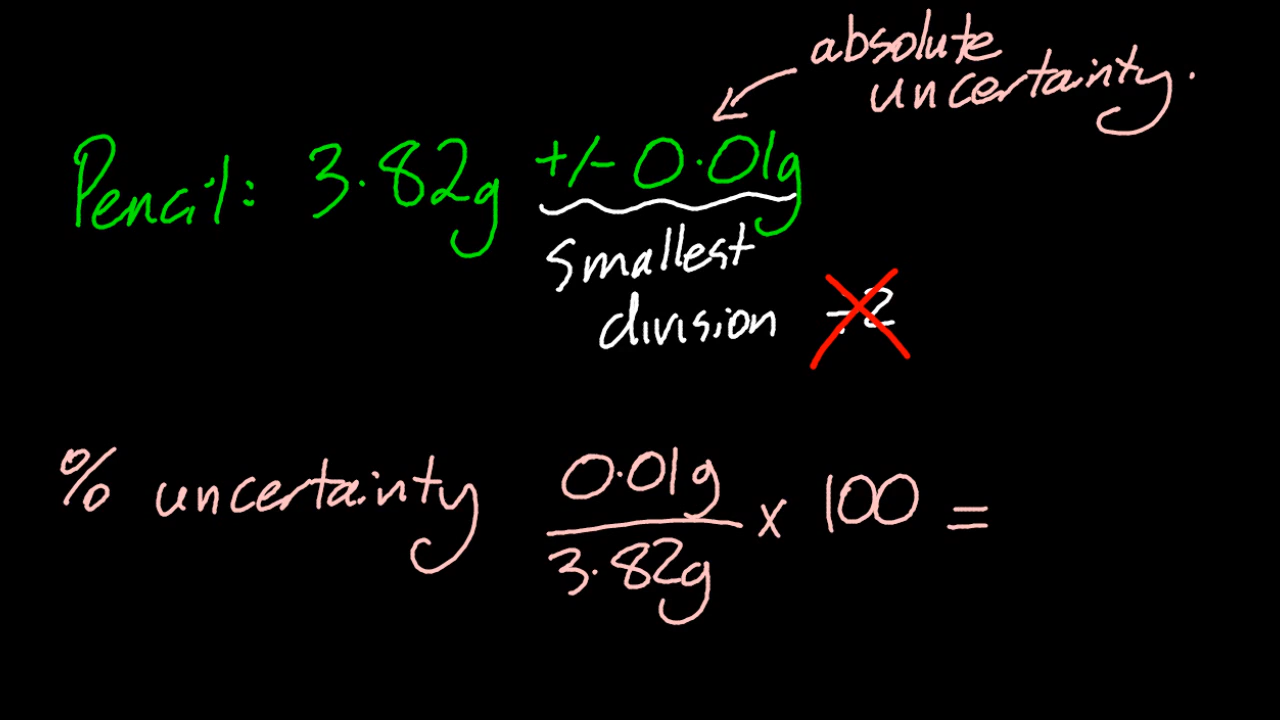 absolute
uncertainty.
Pencil: 3.82g +/- 0.01g
smallest
division ÷2
% uncertainty 0.01g/3.82g x 100 =